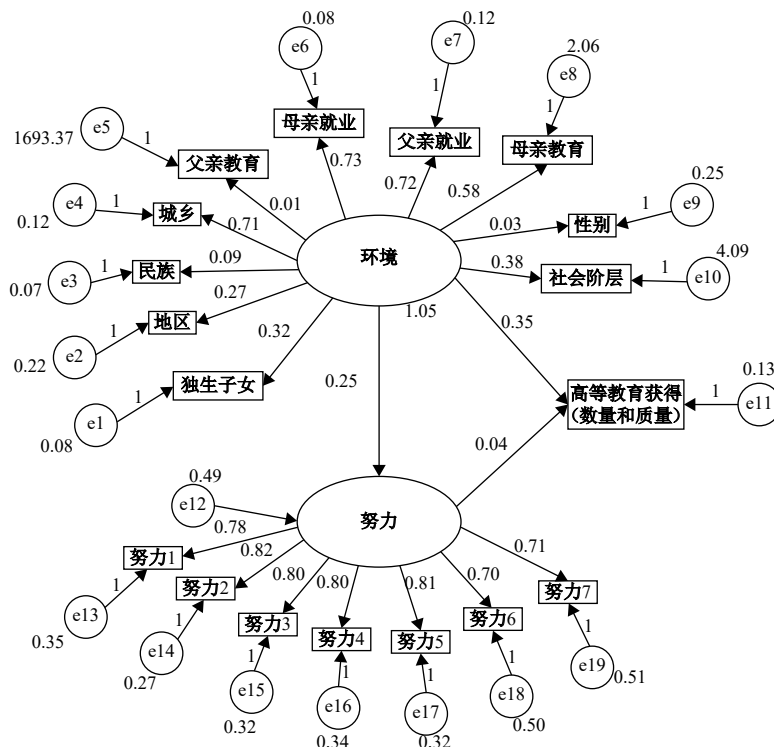 0.08
e6
0.12
e7
2.06
e8
1
1
1
1693.37
e5
1
母亲就业
父亲就业
母亲教育
父亲教育
0.73
0.72
0.58
0.25
e9
1
e4
1
0.12
城乡
0.01
0.71
0.03
性别
环境
4.09
e3
1
0.07
民族
0.09
0.38
社会阶层
1
e10
e2
1
0.22
地区
0.27
1.05
0.35
0.32
独生子女
0.25
e1
1
0.08
高等教育获得
(数量和质量)
1
0.13
e11
0.04
0.49
e12
努力
0.78
0.82
0.80
0.80
0.81
0.70
0.71
努力1
努力2
努力3
努力4
努力5
努力6
努力7
1
1
1
1
1
1
1
e13
0.35
e14
0.27
e15
0.32
e16
0.34
e17
0.32
e18
0.50
e19
0.51